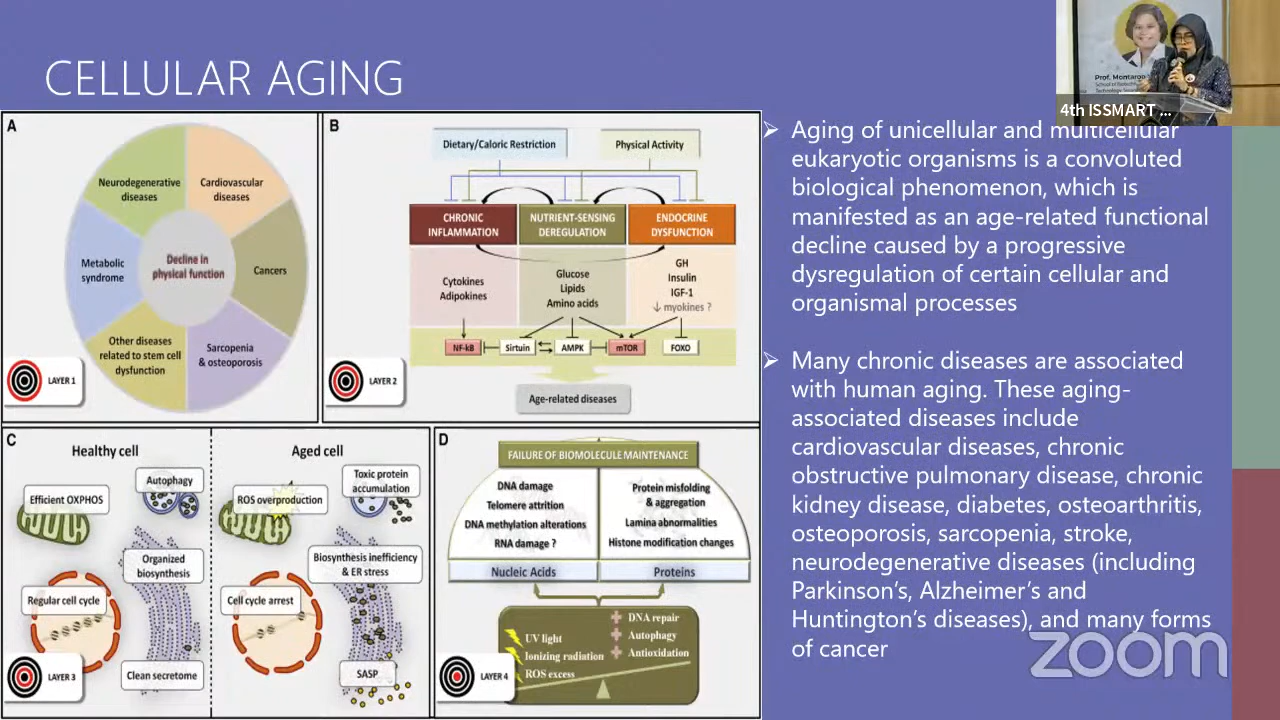 CELLULAR AGING
Prof. Montarop
4th ISSMART ...
A
Neurodegenerative
diseases
Cardiovascular
diseases
Metabolic
syndrome
Decline in
physical function
Cancers
Other diseases
related to stem cell
dysfunction
Sarcopenia
& osteoporosis
LAYER 1
B
Dietary/Caloric Restriction
Physical Activity
CHRONIC
INFLAMMATION
NUTRIENT-SENSING
DEREGULATION
ENDOCRINE
DYSFUNCTION
Cytokines
Adipokines
Glucose
Lipids
Amino acids
GH
Insulin
IGF-1
↓ myokines ?
NF-kB
Sirtuin
AMPK
mTOR
FOXO
Age-related diseases
LAYER 2
C
Healthy cell
Aged cell
Efficient OXPHOS
Autophagy
ROS overproduction
Toxic protein
accumulation
Organized
biosynthesis
Biosynthesis inefficiency
& ER stress
Regular cell cycle
Cell cycle arrest
Clean secretome
SASP
LAYER 3
D
FAILURE OF BIOMOLECULE MAINTENANCE
DNA damage
Telomere attrition
DNA methylation alterations
RNA damage ?
Protein misfolding
& aggregation
Lamina abnormalities
Histone modification changes
Nucleic Acids
Proteins
UV light
Ionizing radiation
ROS excess
DNA repair
Autophagy
Antioxidation
LAYER 4
Aging of unicellular and multicellular
eukaryotic organisms is a convoluted
biological phenomenon, which is
manifested as an age-related functional
decline caused by a progressive
dysregulation of certain cellular and
organismal processes
Many chronic diseases are associated
with human aging. These aging-
associated diseases include
cardiovascular diseases, chronic
obstructive pulmonary disease, chronic
kidney disease, diabetes, osteoarthritis,
osteoporosis, sarcopenia, stroke,
neurodegenerative diseases (including
Parkinson's, Alzheimer's and
Huntington's diseases), and many forms
of cancer
zoom